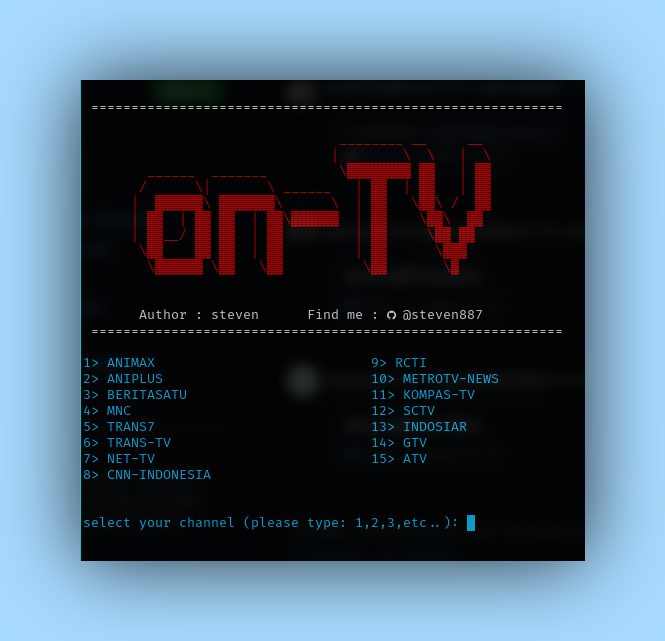 ===========================================================
on-TV
Author : steven      Find me : @steven887
===========================================================
1> ANIMAX                           9> RCTI
2> ANIPLUS                          10> METROTV-NEWS
3> BERITASATU                       11> KOMPAS-TV
4> MNC                              12> SCTV
5> TRANS7                           13> INDOSIAR
6> TRANS-TV                         14> GTV
7> NET-TV                           15> ATV
8> CNN-INDONESIA
select your channel (please type: 1,2,3,etc..):